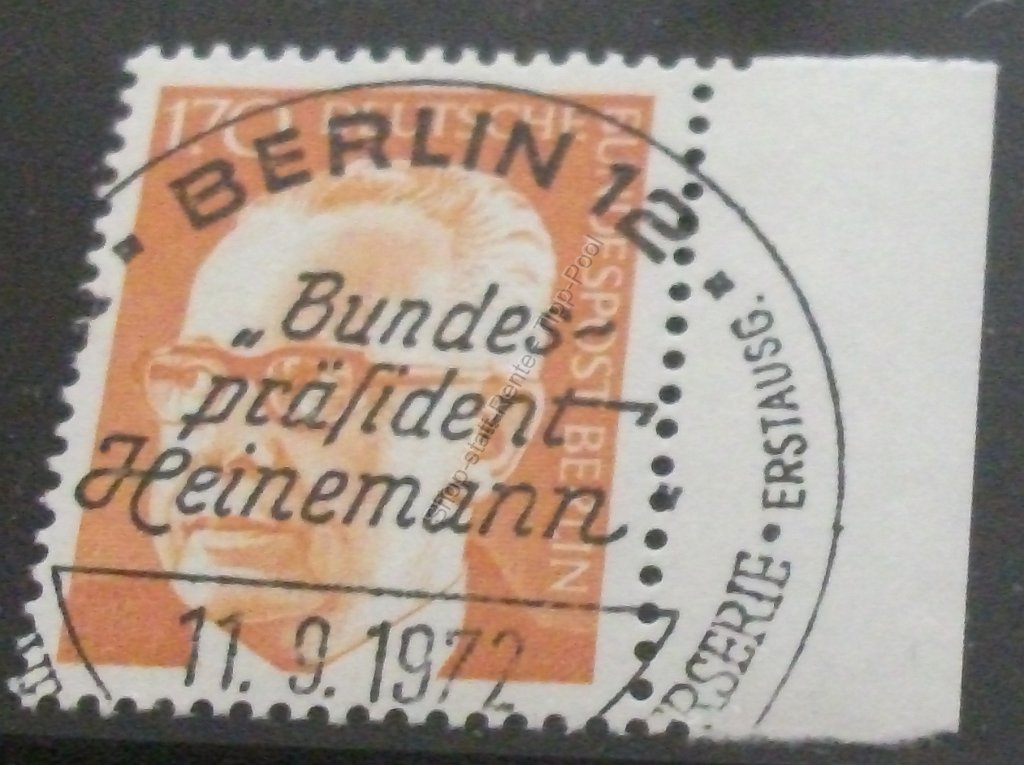 170 DEUTSCHE
BUNDESPOST BERLIN
• BERLIN 12 •
„Bundes-
präſident
Heinemann"
11. 9. 1972
ERSTAUSG. •